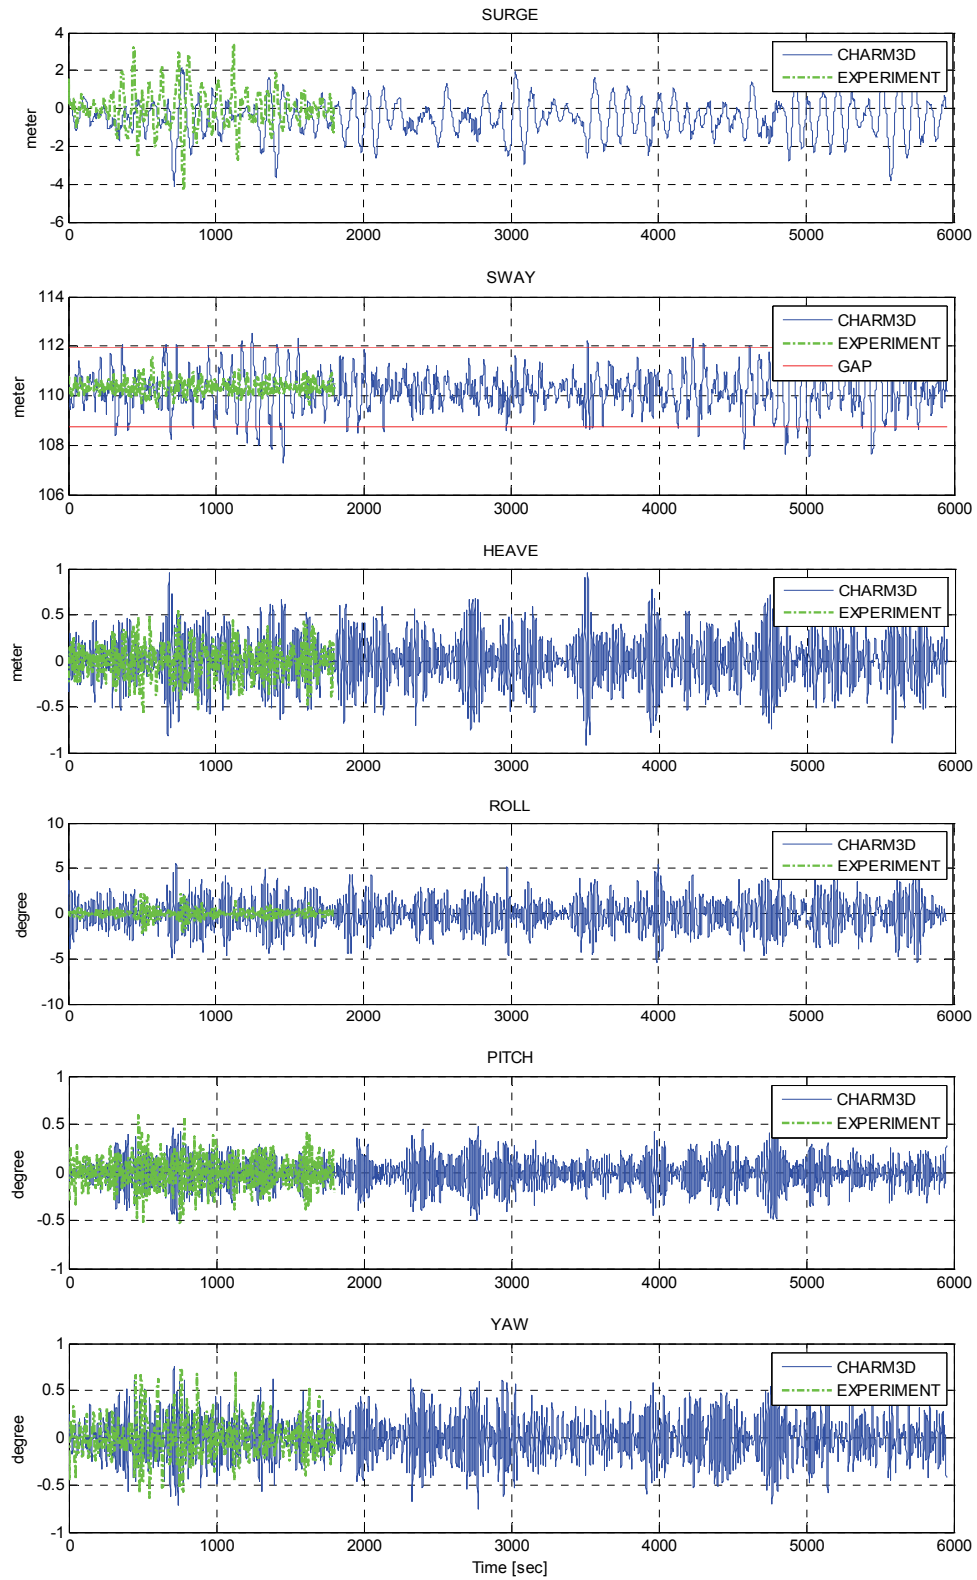 SURGE
4
2
0
-2
-4
-6
meter
CHARM3D
EXPERIMENT
0 1000 2000 3000 4000 5000 6000
SWAY
114
112
110
108
106
meter
CHARM3D
EXPERIMENT
GAP
0 1000 2000 3000 4000 5000 6000
HEAVE
1
0.5
0
-0.5
-1
meter
CHARM3D
EXPERIMENT
0 1000 2000 3000 4000 5000 6000
ROLL
10
5
0
-5
-10
degree
CHARM3D
EXPERIMENT
0 1000 2000 3000 4000 5000 6000
PITCH
1
0.5
0
-0.5
-1
degree
CHARM3D
EXPERIMENT
0 1000 2000 3000 4000 5000 6000
YAW
1
0.5
0
-0.5
-1
degree
CHARM3D
EXPERIMENT
0 1000 2000 3000 4000 5000 6000
Time [sec]